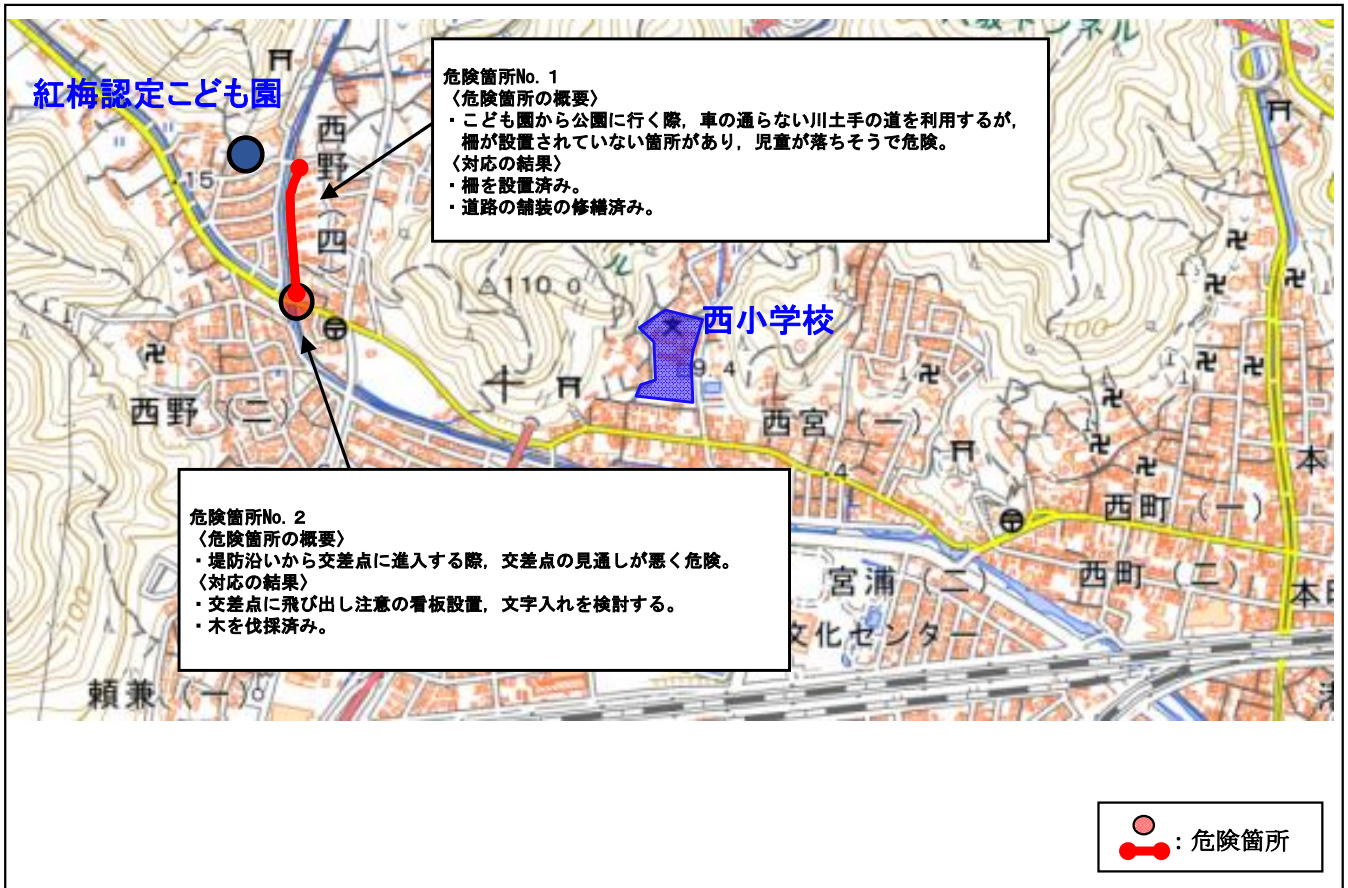 紅梅認定こども園
危険箇所No. 1
〈危険箇所の概要〉
・こども園から公園に行く際，車の通らない川土手の道を利用するが，
柵が設置されていない箇所があり，児童が落ちそうで危険。
〈対応の結果〉
・柵を設置済み。
・道路の舗装の修繕済み。
西野（四）
15
110.0
西小学校
9.4
西野（二）
西宮（一）
4
本
西町（一）
危険箇所No. 2
〈危険箇所の概要〉
・堤防沿いから交差点に進入する際，交差点の見通しが悪く危険。
〈対応の結果〉
・交差点に飛び出し注意の看板設置，文字入れを検討する。
・木を伐採済み。
宮浦（二）
西町（二）
本
文化センター
頼兼（一）
100
：危険箇所